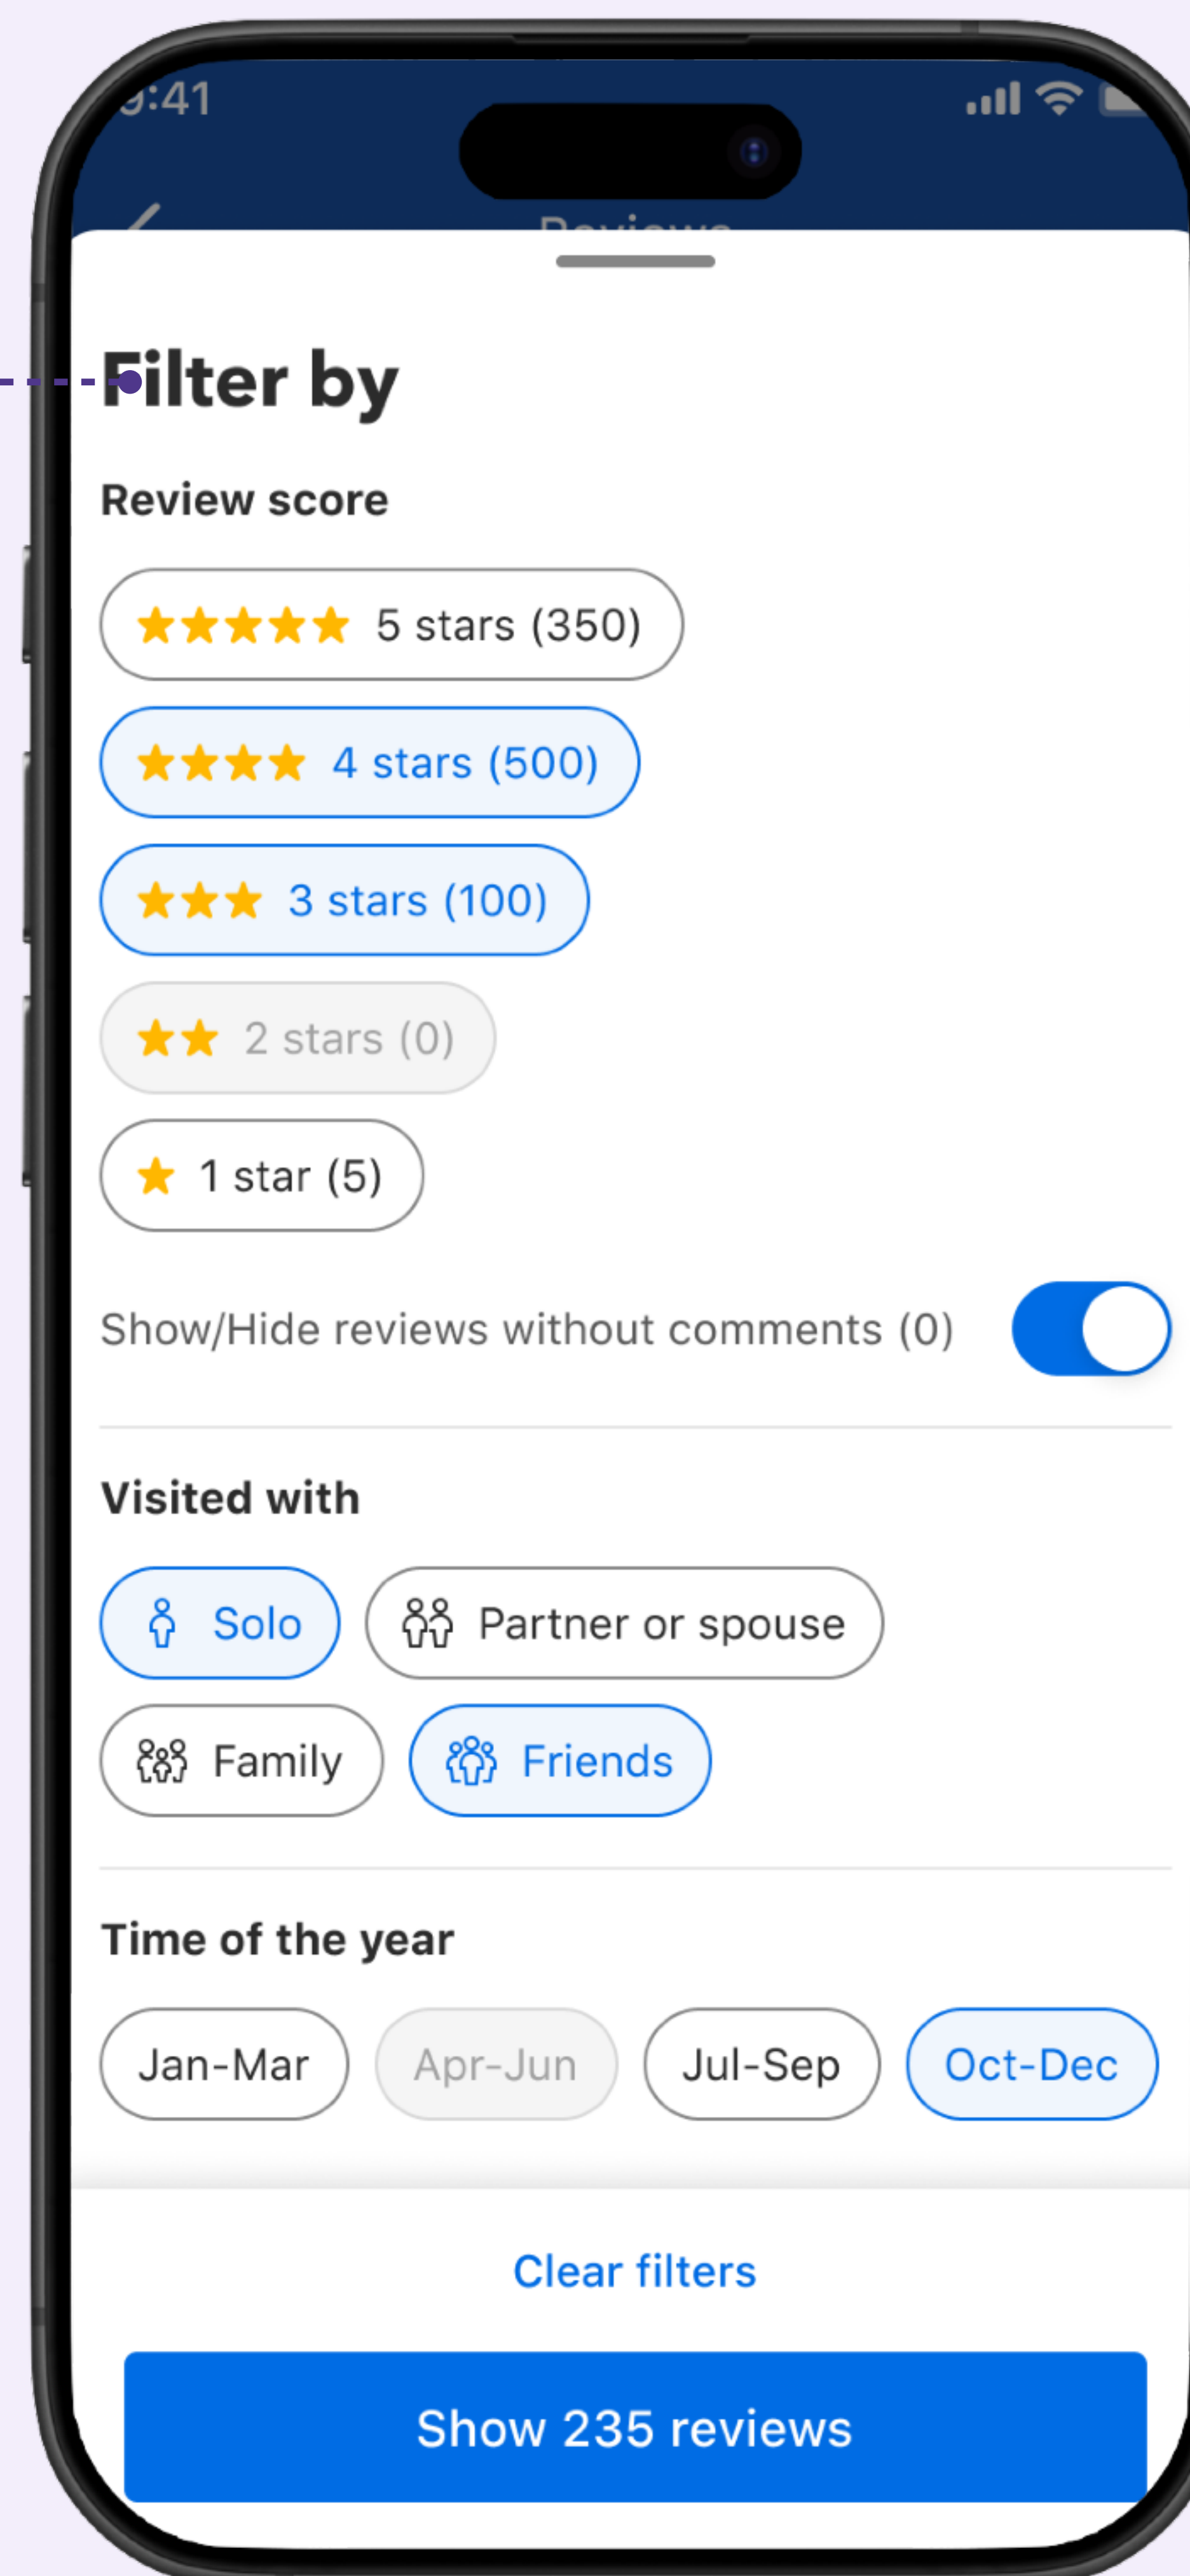 9:41
Reviews
Filter by
Review score
5 stars (350)
4 stars (500)
3 stars (100)
2 stars (0)
1 star (5)
Show/Hide reviews without comments (0)
Visited with
Solo
Partner or spouse
Family
Friends
Time of the year
Jan-Mar
Apr-Jun
Jul-Sep
Oct-Dec
Clear filters
Show 235 reviews